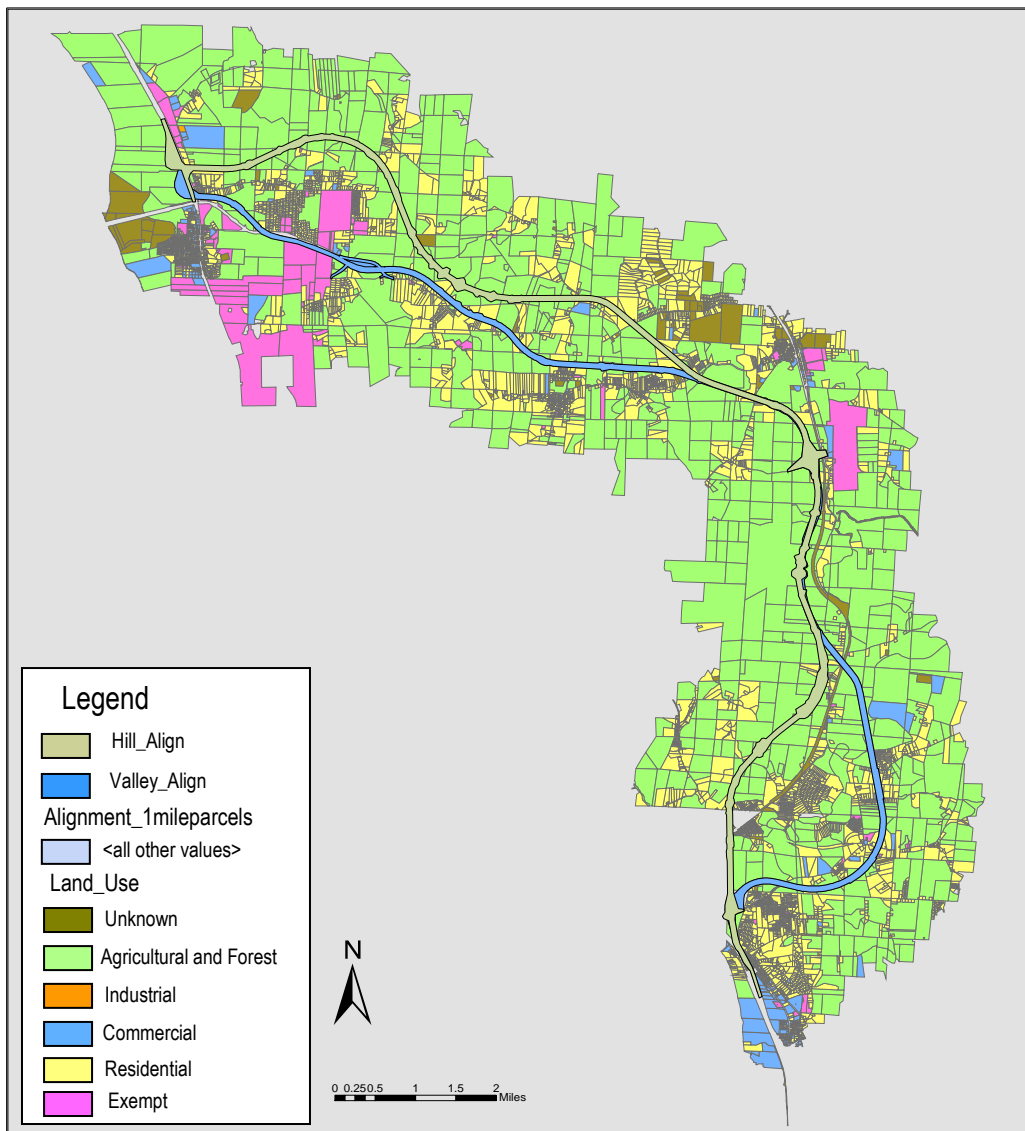 Legend
Hill_Align
Valley_Align
Alignment_1mileparcels
<all other values>
Land_Use
Unknown
Agricultural and Forest
Industrial
Commercial
Residential
Exempt
N
0 0.250.5 1 1.5 2
Miles